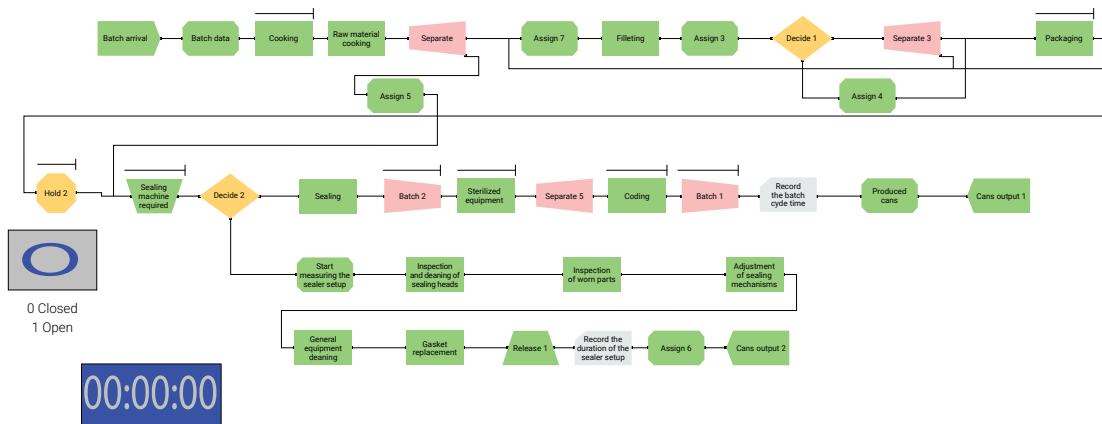 Batch arrival
Batch data
Cooking
Raw material
cooking
Separate
Assign 7
Filleting
Assign 3
Decide 1
Separate 3
Packaging
Assign 5
Assign 4
Hold 2
Sealing
machine
required
Decide 2
Sealing
Batch 2
Sterilized
equipment
Separate 5
Coding
Batch 1
Record
the batch
cyde time
Produced
cans
Cans output 1
0
0 Closed
1 Open
Start
measuring the
sealer setup
Inspection
and deaning of
sealing heads
Inspection
of worn parts
Adjustment
of sealing
mechanisms
General
equipment
deaning
Gasket
replacement
Release 1
Record the
duration of the
sealer setup
Assign 6
Cans output 2
00:00:00